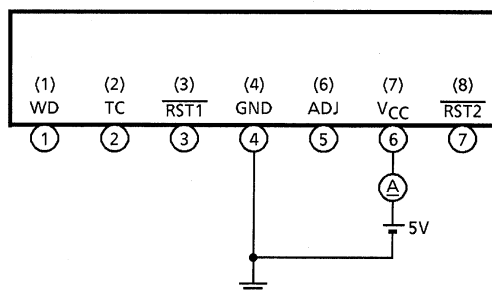 (1) (2) (3) (4) (6) (7) (8)
WD TC RST1 GND ADJ VCC RST2
1 2 3 4 5 6 7
A
5V